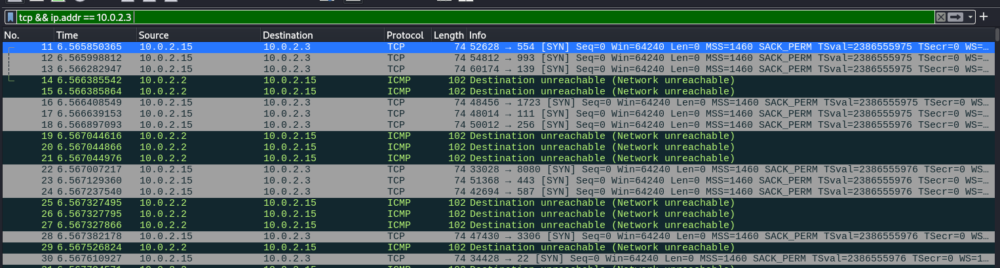 tcp && ip.addr == 10.0.2.3
No. Time Source Destination Protocol Length Info
11 6.565850365 10.0.2.15 10.0.2.3 TCP 74 52628 → 554 [SYN] Seq=0 Win=64240 Len=0 MSS=1460 SACK_PERM TSval=2386555975 TSecr=0 WS=…
12 6.565998812 10.0.2.15 10.0.2.3 TCP 74 54812 → 993 [SYN] Seq=0 Win=64240 Len=0 MSS=1460 SACK_PERM TSval=2386555975 TSecr=0 WS=…
13 6.566282947 10.0.2.15 10.0.2.3 TCP 74 60174 → 139 [SYN] Seq=0 Win=64240 Len=0 MSS=1460 SACK_PERM TSval=2386555975 TSecr=0 WS=…
14 6.566385542 10.0.2.2 10.0.2.15 ICMP 102 Destination unreachable (Network unreachable)
15 6.566385864 10.0.2.2 10.0.2.15 ICMP 102 Destination unreachable (Network unreachable)
16 6.566408549 10.0.2.15 10.0.2.3 TCP 74 48456 → 1723 [SYN] Seq=0 Win=64240 Len=0 MSS=1460 SACK_PERM TSval=2386555975 TSecr=0 WS…
17 6.566639153 10.0.2.15 10.0.2.3 TCP 74 48014 → 111 [SYN] Seq=0 Win=64240 Len=0 MSS=1460 SACK_PERM TSval=2386555975 TSecr=0 WS=…
18 6.566897093 10.0.2.15 10.0.2.3 TCP 74 50012 → 256 [SYN] Seq=0 Win=64240 Len=0 MSS=1460 SACK_PERM TSval=2386555976 TSecr=0 WS=…
19 6.567044616 10.0.2.2 10.0.2.15 ICMP 102 Destination unreachable (Network unreachable)
20 6.567044866 10.0.2.2 10.0.2.15 ICMP 102 Destination unreachable (Network unreachable)
21 6.567044976 10.0.2.2 10.0.2.15 ICMP 102 Destination unreachable (Network unreachable)
22 6.567007217 10.0.2.15 10.0.2.3 TCP 74 33028 → 8080 [SYN] Seq=0 Win=64240 Len=0 MSS=1460 SACK_PERM TSval=2386555976 TSecr=0 WS…
23 6.567129360 10.0.2.15 10.0.2.3 TCP 74 51368 → 443 [SYN] Seq=0 Win=64240 Len=0 MSS=1460 SACK_PERM TSval=2386555976 TSecr=0 WS=…
24 6.567237540 10.0.2.15 10.0.2.3 TCP 74 42694 → 587 [SYN] Seq=0 Win=64240 Len=0 MSS=1460 SACK_PERM TSval=2386555976 TSecr=0 WS=…
25 6.567327495 10.0.2.2 10.0.2.15 ICMP 102 Destination unreachable (Network unreachable)
26 6.567327795 10.0.2.2 10.0.2.15 ICMP 102 Destination unreachable (Network unreachable)
27 6.567327866 10.0.2.2 10.0.2.15 ICMP 102 Destination unreachable (Network unreachable)
28 6.567382178 10.0.2.15 10.0.2.3 TCP 74 47430 → 3306 [SYN] Seq=0 Win=64240 Len=0 MSS=1460 SACK_PERM TSval=2386555976 TSecr=0 WS…
29 6.567526824 10.0.2.2 10.0.2.15 ICMP 102 Destination unreachable (Network unreachable)
30 6.567610927 10.0.2.15 10.0.2.3 TCP 74 34428 → 22 [SYN] Seq=0 Win=64240 Len=0 MSS=1460 SACK_PERM TSval=2386555976 TSecr=0 WS=1…